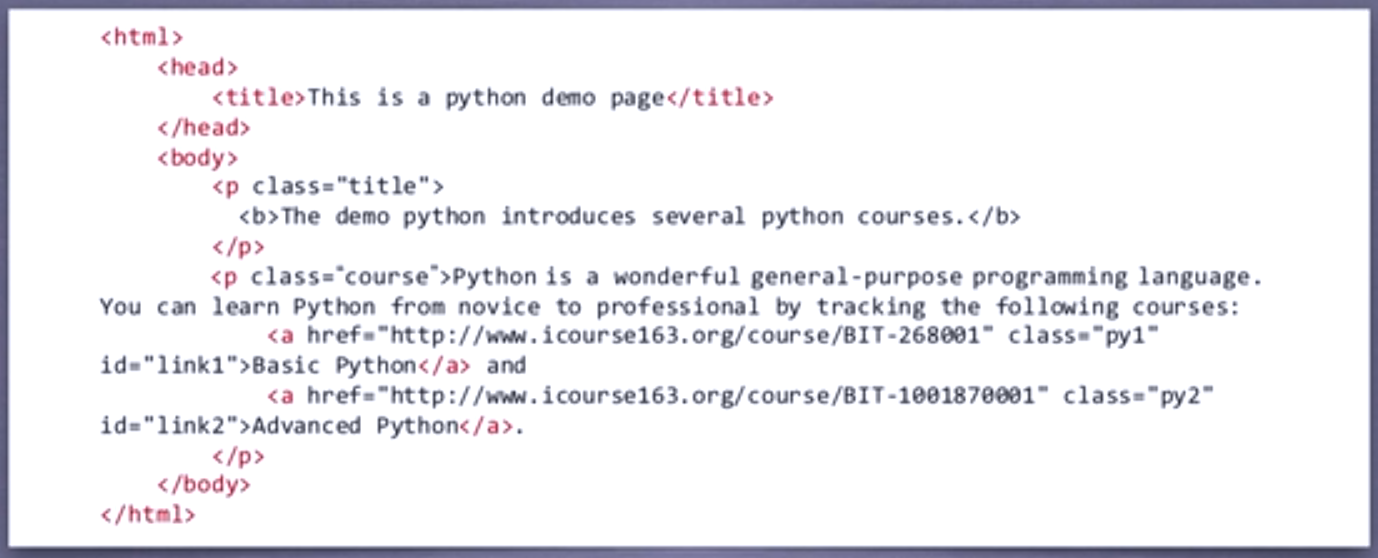 <html>
<head>
<title>This is a python demo page</title>
</head>
<body>
<p class="title">
<b>The demo python introduces several python courses.</b>
</p>
<p class="course">Python is a wonderful general-purpose programming language.
You can learn Python from novice to professional by tracking the following courses:
<a href="http://www.icourse163.org/course/BIT-268001" class="py1"
id="link1">Basic Python</a> and
<a href="http://www.icourse163.org/course/BIT-1001870001" class="py2"
id="link2">Advanced Python</a>.
</p>
</body>
</html>